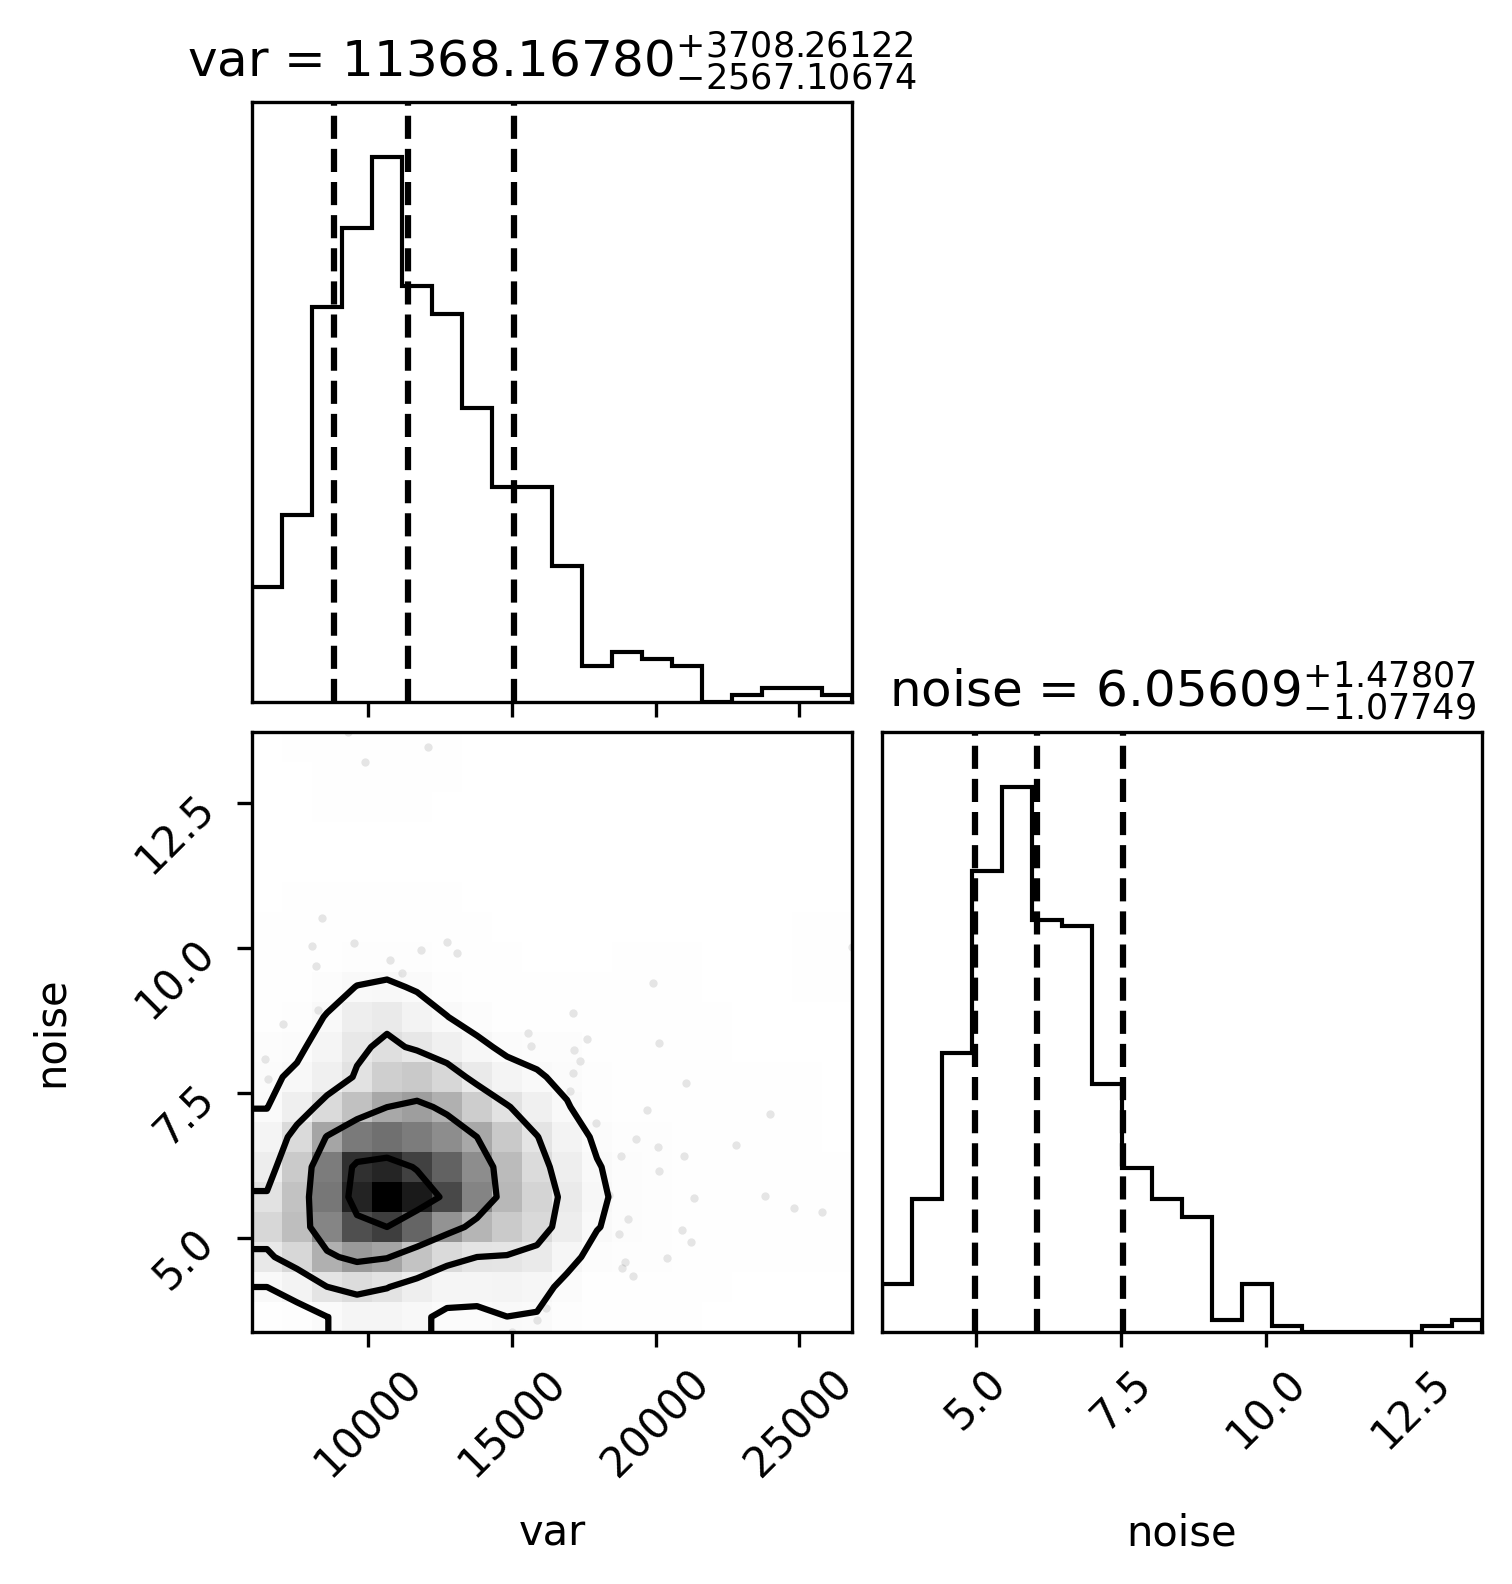 var = 11368.16780+3708.26122−2567.10674
noise = 6.05609+1.47807−1.07749
12.5
10.0
7.5
5.0
noise
10000 15000 20000 25000
var
5.0 7.5 10.0 12.5
noise